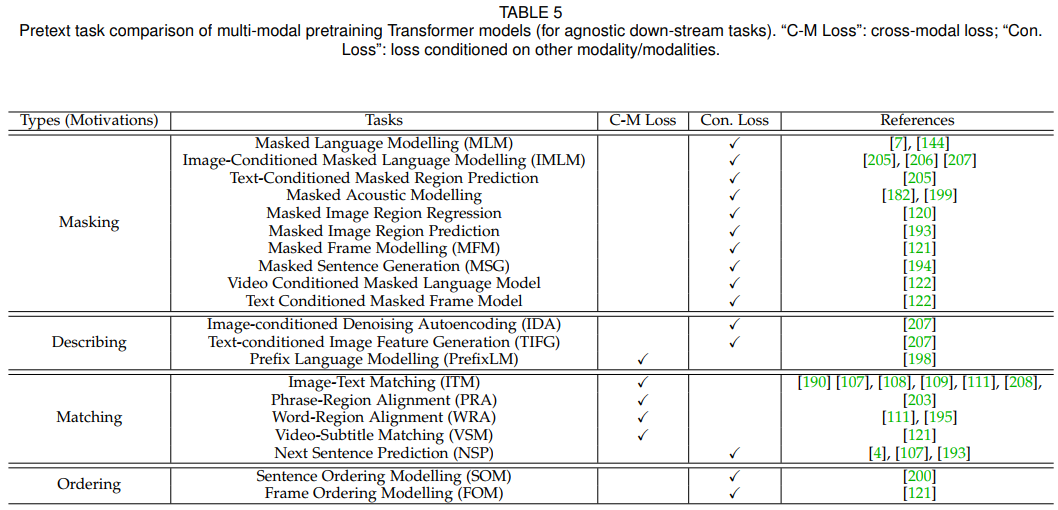 TABLE 5
Pretext task comparison of multi-modal pretraining Transformer models (for agnostic down-stream tasks). “C-M Loss”: cross-modal loss; “Con.
Loss”: loss conditioned on other modality/modalities.
Types (Motivations) Tasks C-M Loss Con. Loss References
Masked Language Modelling (MLM) ✓ [7], [144]
Image-Conditioned Masked Language Modelling (IMLM) ✓ [205], [206] [207]
Text-Conditioned Masked Region Prediction ✓ [205]
Masked Acoustic Modelling ✓ [182], [199]
Masked Image Region Regression ✓ [120]
Masking
Masked Image Region Prediction ✓ [193]
Masked Frame Modelling (MFM) ✓ [121]
Masked Sentence Generation (MSG) ✓ [194]
Video Conditioned Masked Language Model ✓ [122]
Text Conditioned Masked Frame Model ✓ [122]
Image-conditioned Denoising Autoencoding (IDA) ✓ [207]
Describing Text-conditioned Image Feature Generation (TIFG) ✓ [207]
Prefix Language Modelling (PrefixLM) ✓ [198]
Image-Text Matching (ITM) ✓ [190] [107], [108], [109], [111], [208],
Phrase-Region Alignment (PRA) ✓ [203]
Matching Word-Region Alignment (WRA) ✓ [111], [195]
Video-Subtitle Matching (VSM) ✓ [121]
Next Sentence Prediction (NSP) ✓ [4], [107], [193]
Sentence Ordering Modelling (SOM) ✓ [200]
Ordering
Frame Ordering Modelling (FOM) ✓ [121]